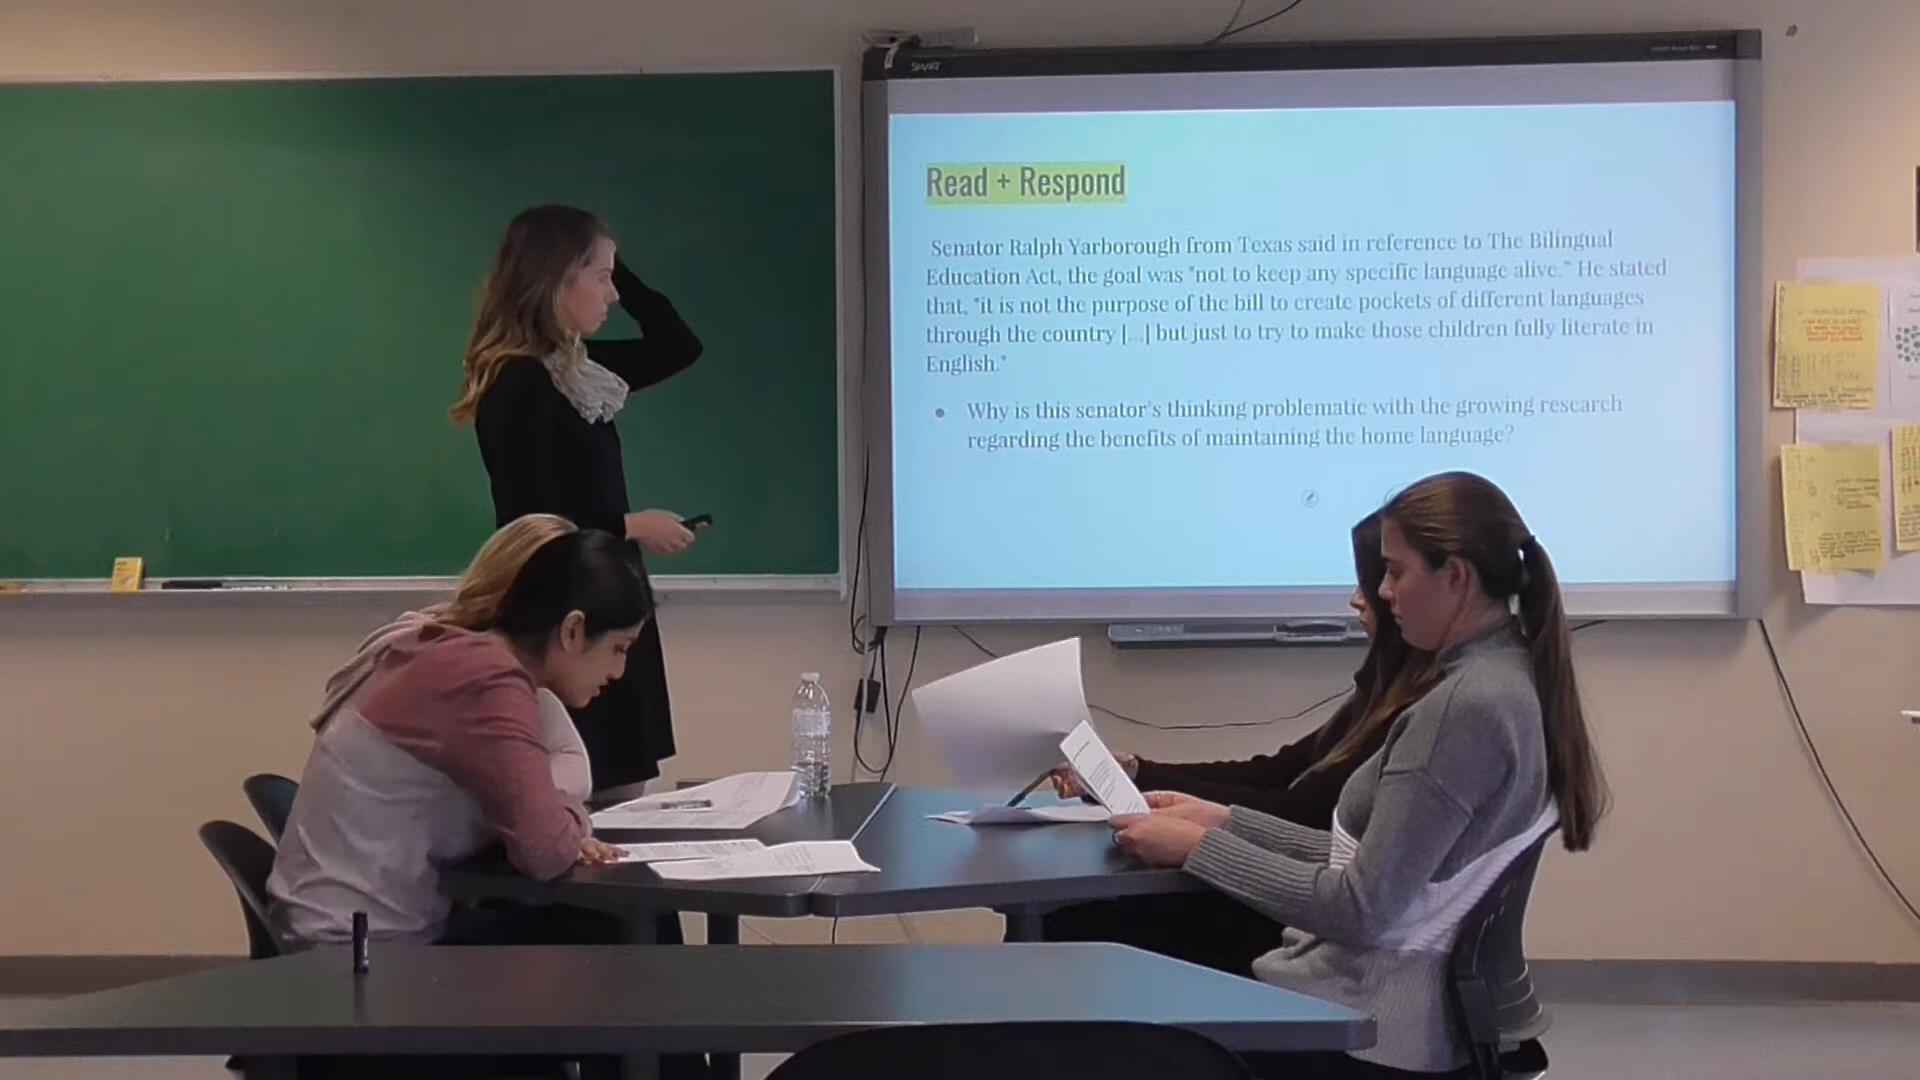 SMART
Read + Respond
Senator Ralph Yarborough from Texas said in reference to The Bilingual
Education Act, the goal was "not to keep any specific language alive." He stated
that, "it is not the purpose of the bill to create pockets of different languages
through the country [...] but just to try to make those children fully literate in
English."
• Why is this senator's thinking problematic with the growing research
regarding the benefits of maintaining the home language?